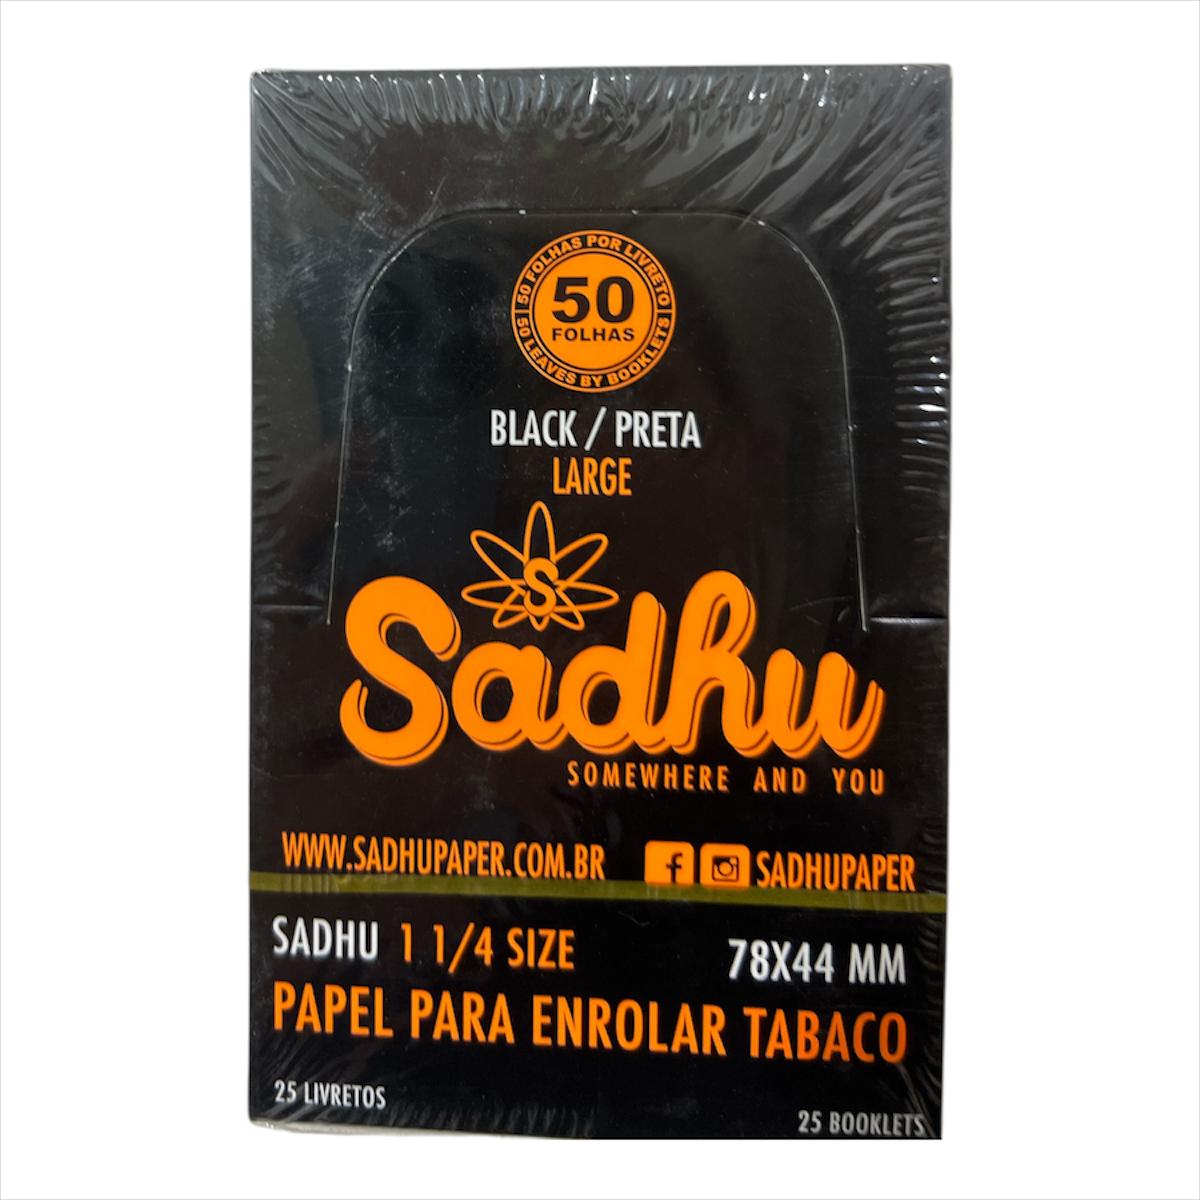 50 FOLHAS POR LIVRETO
50
FOLHAS
50 LEAVES BY BOOKLETS
BLACK / PRETA
LARGE
S
Sadhu
SOMEWHERE AND YOU
WWW.SADHUPAPER.COM.BR f SADHUPAPER
SADHU 1 1/4 SIZE 78X44 MM
PAPEL PARA ENROLAR TABACO
25 LIVRETOS
25 BOOKLETS